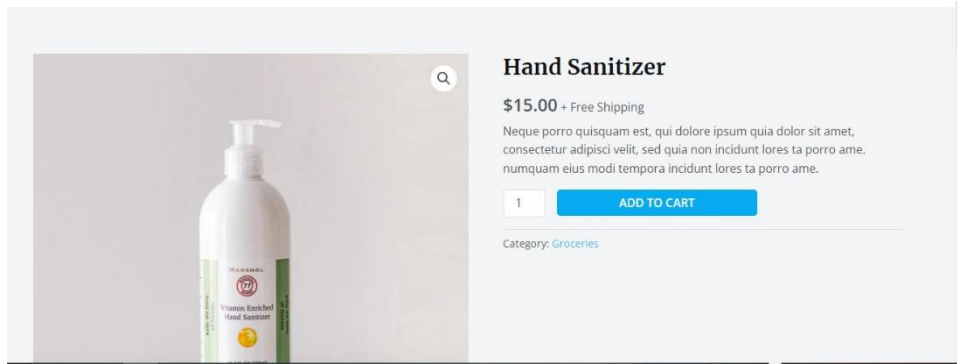 Hand Sanitizer
$15.00 + Free Shipping
Neque porro quisquam est, qui dolore ipsum quia dolor sit amet,
consectetur adipisci velit, sed quia non incidunt lores ta porro ame.
numquam eius modi tempora incidunt lores ta porro ame.
1
ADD TO CART
Category: Groceries
77
Vitamin Enriched
Hand Sanitizer